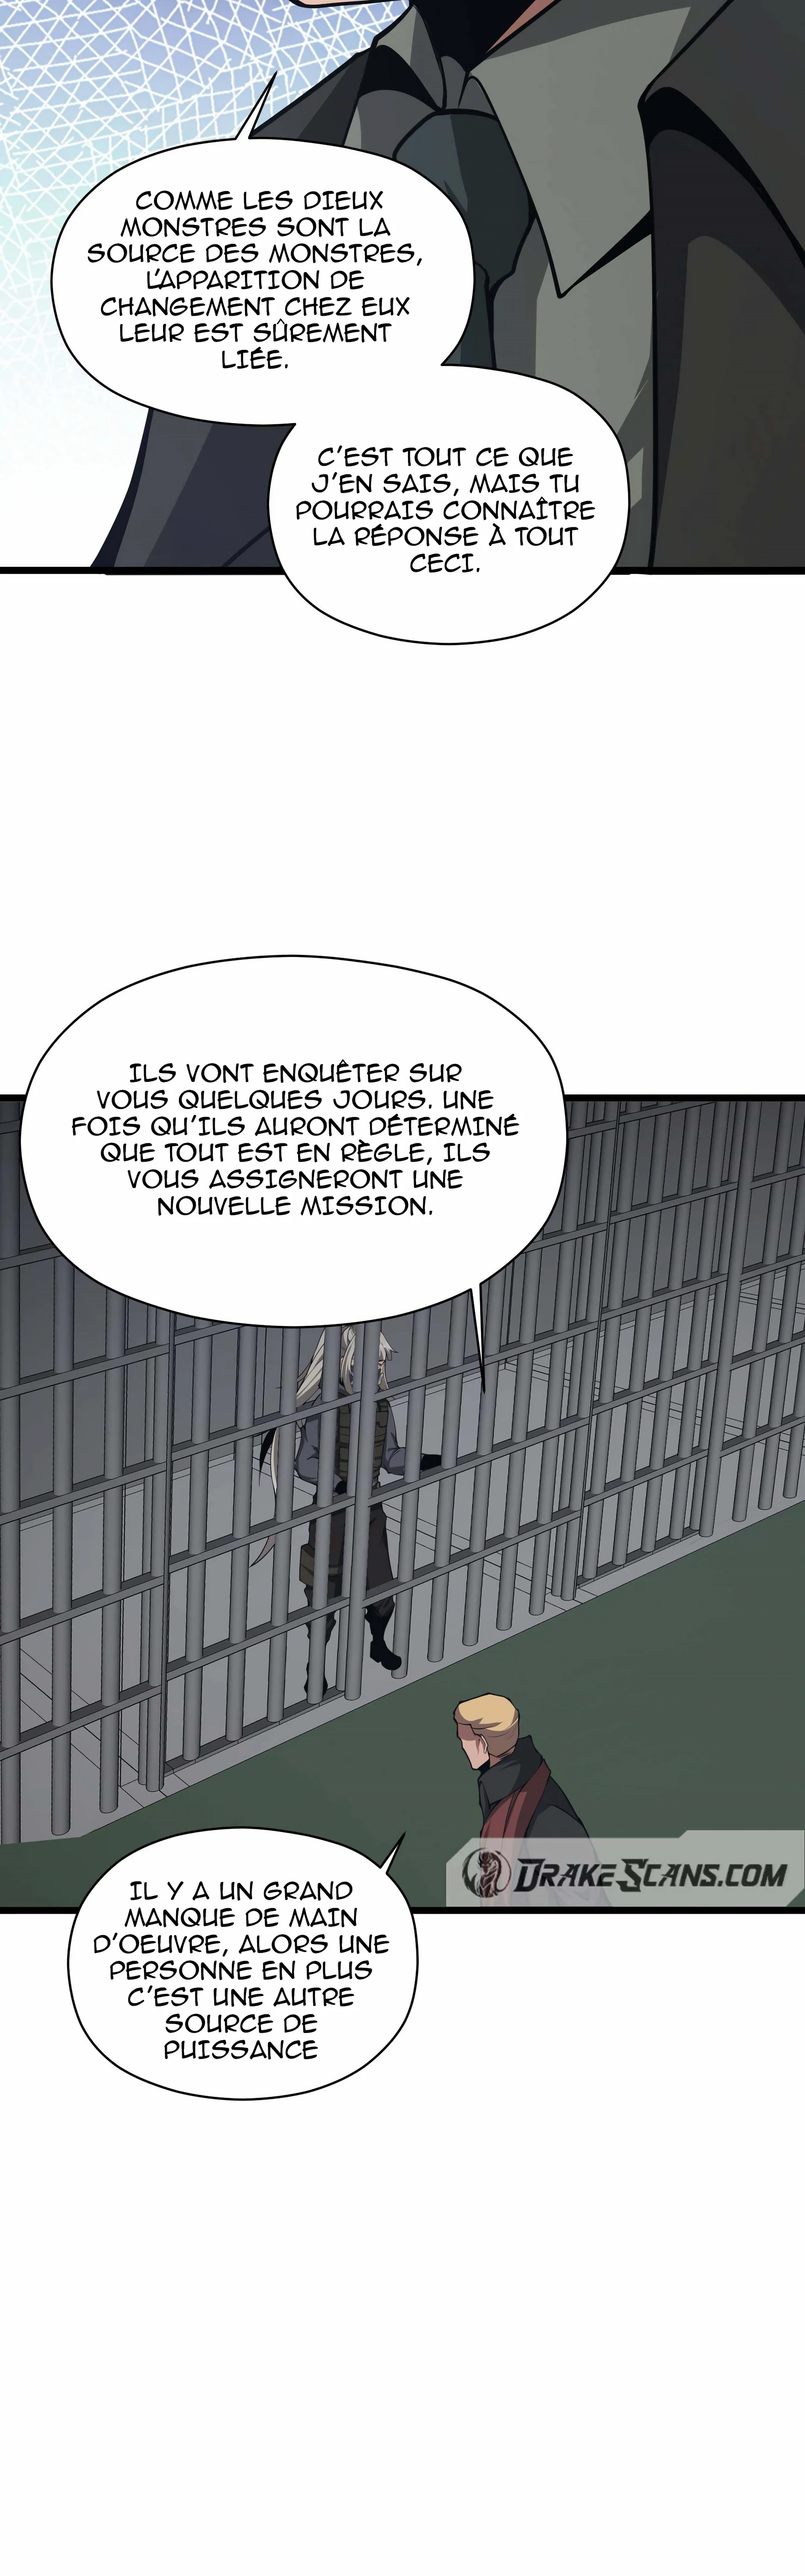 COMME LES DIEUX
MONSTRES SONT LA
SOURCE DES MONSTRES,
L'APPARITION DE
CHANGEMENT CHEZ EUX
LEUR EST SÛREMENT
LIÉE.
C'EST TOUT CE QUE
J'EN SAIS, MAIS TU
POURRAIS CONNAÎTRE
LA RÉPONSE À TOUT
CECI.
ILS VONT ENQUÊTER SUR
VOUS QUELQUES JOURS. UNE
FOIS QU'ILS AURONT DÉTERMINÉ
QUE TOUT EST EN RÈGLE, ILS
VOUS ASSIGNERONT UNE
NOUVELLE MISSION.
DRAKESCANS.COM
IL Y A UN GRAND
MANQUE DE MAIN
D'OEUVRE, ALORS UNE
PERSONNE EN PLUS
C'EST UNE AUTRE
SOURCE DE
PUISSANCE